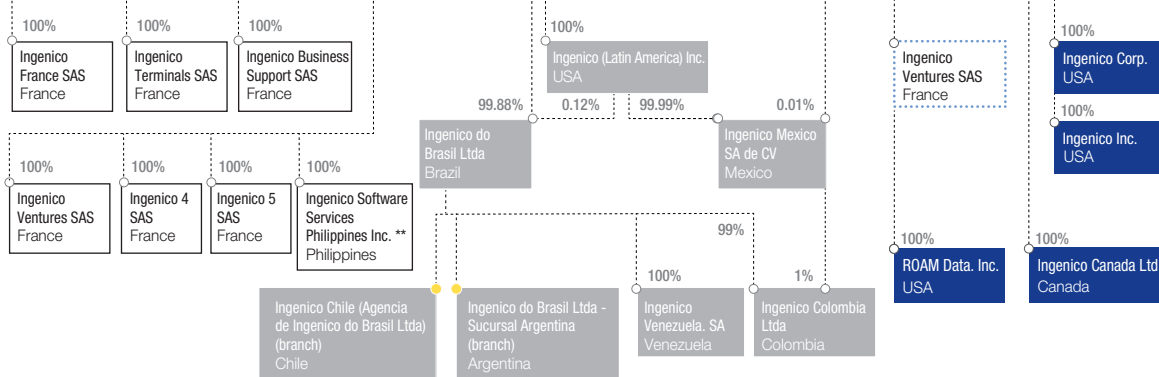 100%
Ingenico
France SAS
France
100%
Ingenico
Terminals SAS
France
100%
Ingenico Business
Support SAS
France
100%
Ingenico (Latin America) Inc.
USA
99.88%
0.12%
99.99%
0.01%
Ingenico do
Brasil Ltda
Brazil
Ingenico Mexico
SA de CV
Mexico
Ingenico
Ventures SAS
France
100%
Ingenico Corp.
USA
100%
Ingenico Inc.
USA
100%
Ingenico
Ventures SAS
France
100%
Ingenico 4
SAS
France
100%
Ingenico 5
SAS
France
100%
Ingenico Software
Services
Philippines Inc. **
Philippines
99%
100%
1%
Ingenico Chile (Agencia
de Ingenico do Brasil Ltda)
(branch)
Chile
Ingenico do Brasil Ltda -
Sucursal Argentina
(branch)
Argentina
Ingenico
Venezuela. SA
Venezuela
Ingenico Colombia
Ltda
Colombia
100%
ROAM Data. Inc.
USA
100%
Ingenico Canada Ltd
Canada